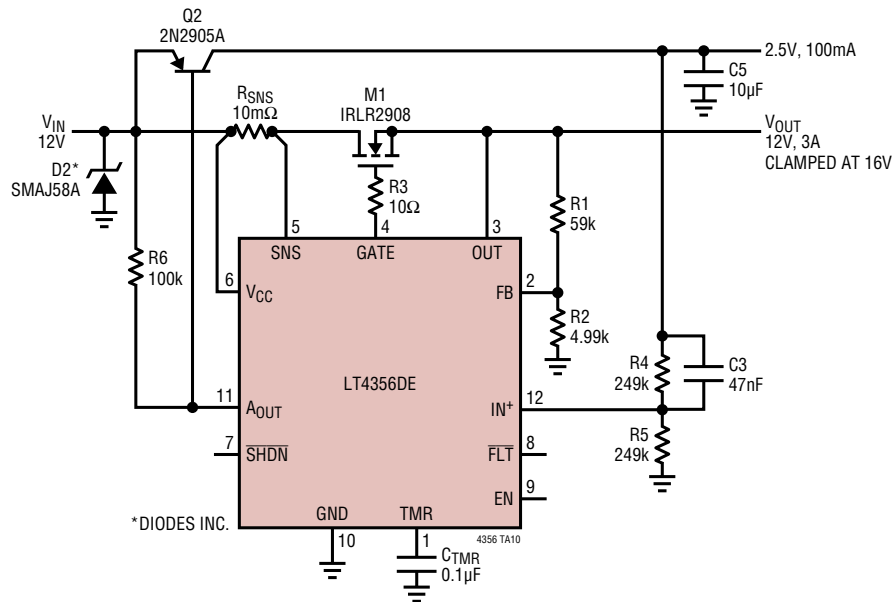 Q2
2N2905A
2.5V, 100mA
C5
10µF
VIN
12V
RSNS
10mΩ
M1
IRLR2908
VOUT
12V, 3A
CLAMPED AT 16V
D2*
SMAJ58A
R3
10Ω
R1
59k
5
4
3
SNS
GATE
OUT
R6
100k
6
VCC
FB
2
R2
4.99k
LT4356DE
R4
249k
C3
47nF
11
AOUT
IN+
12
7
SHDN
FLT
8
R5
249k
EN
9
*DIODES INC.
GND
TMR
4356 TA10
10
1
CTMR
0.1µF